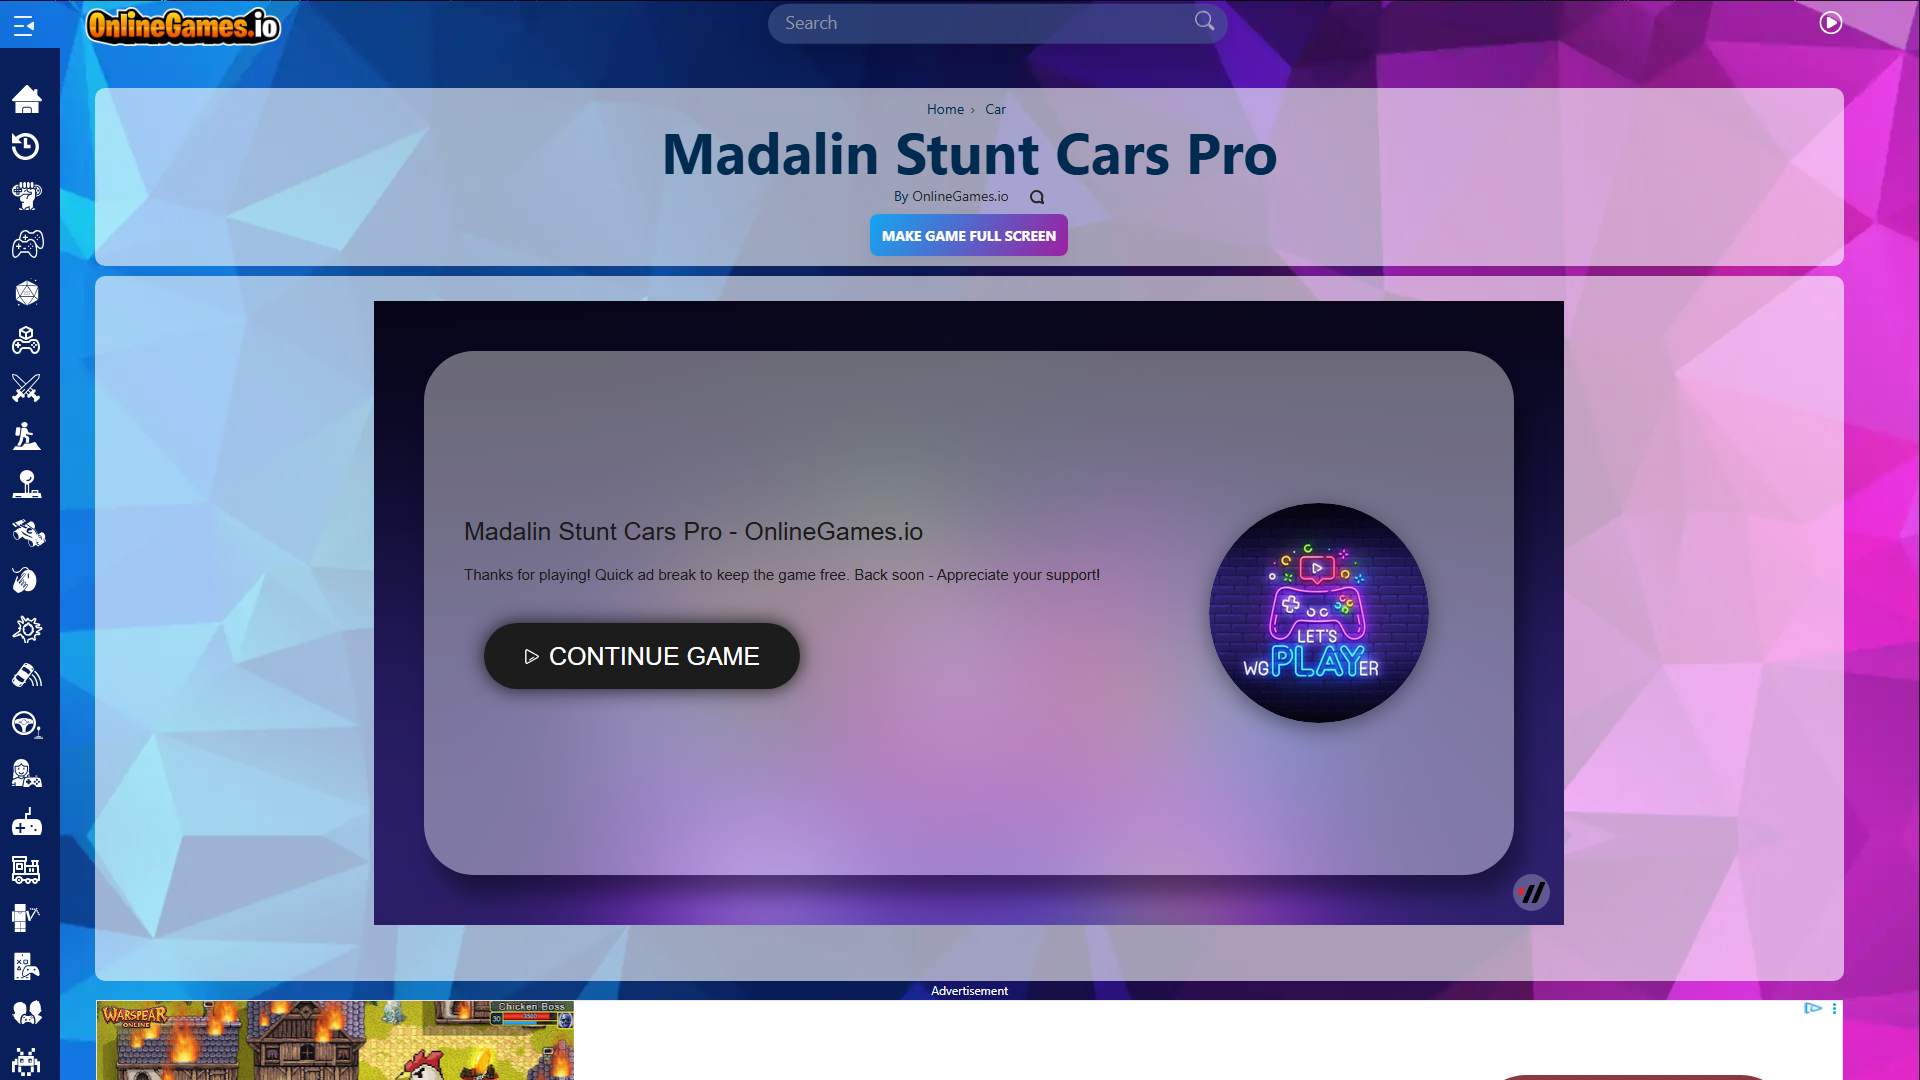 OnlineGames.io
Search
Home › Car
Madalin Stunt Cars Pro
By OnlineGames.io
MAKE GAME FULL SCREEN
Madalin Stunt Cars Pro - OnlineGames.io
Thanks for playing! Quick ad break to keep the game free. Back soon - Appreciate your support!
CONTINUE GAME
LET'S
WGPLAYER
Advertisement
WARSPEAR
ONLINE
Chicken Boss
30